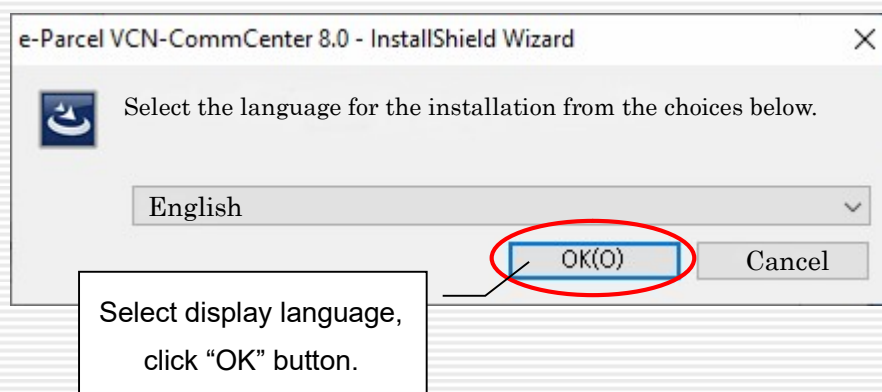 e-Parcel VCN-CommCenter 8.0 - InstallShield Wizard
Select the language for the installation from the choices below.
English
OK(O)
Cancel
Select display language,
click “OK” button.